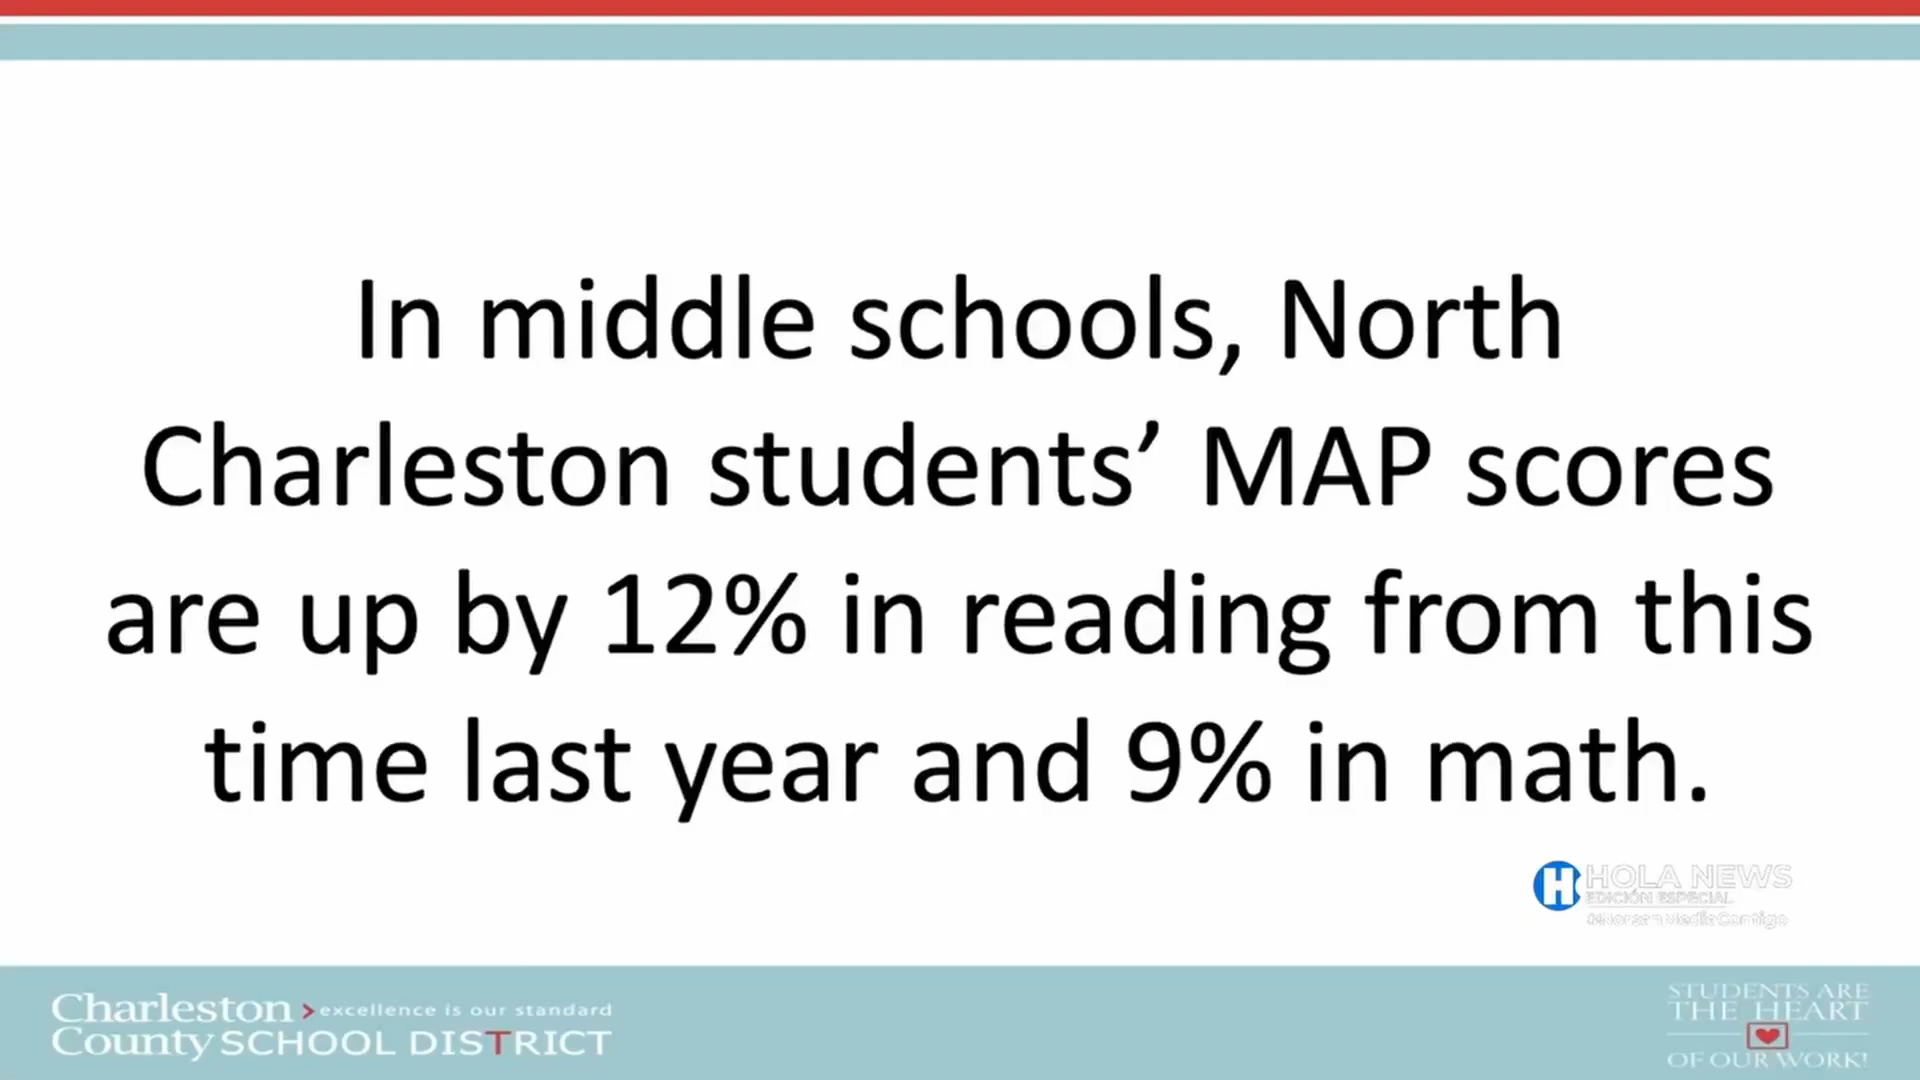 In middle schools, North
Charleston students’ MAP scores
are up by 12% in reading from this
time last year and 9% in math.
HOLA NEWS
EDICIÓN ESPECIAL
Charleston > excellence is our standard
County SCHOOL DISTRICT
STUDENTS ARE
THE HEART
OF OUR WORK!